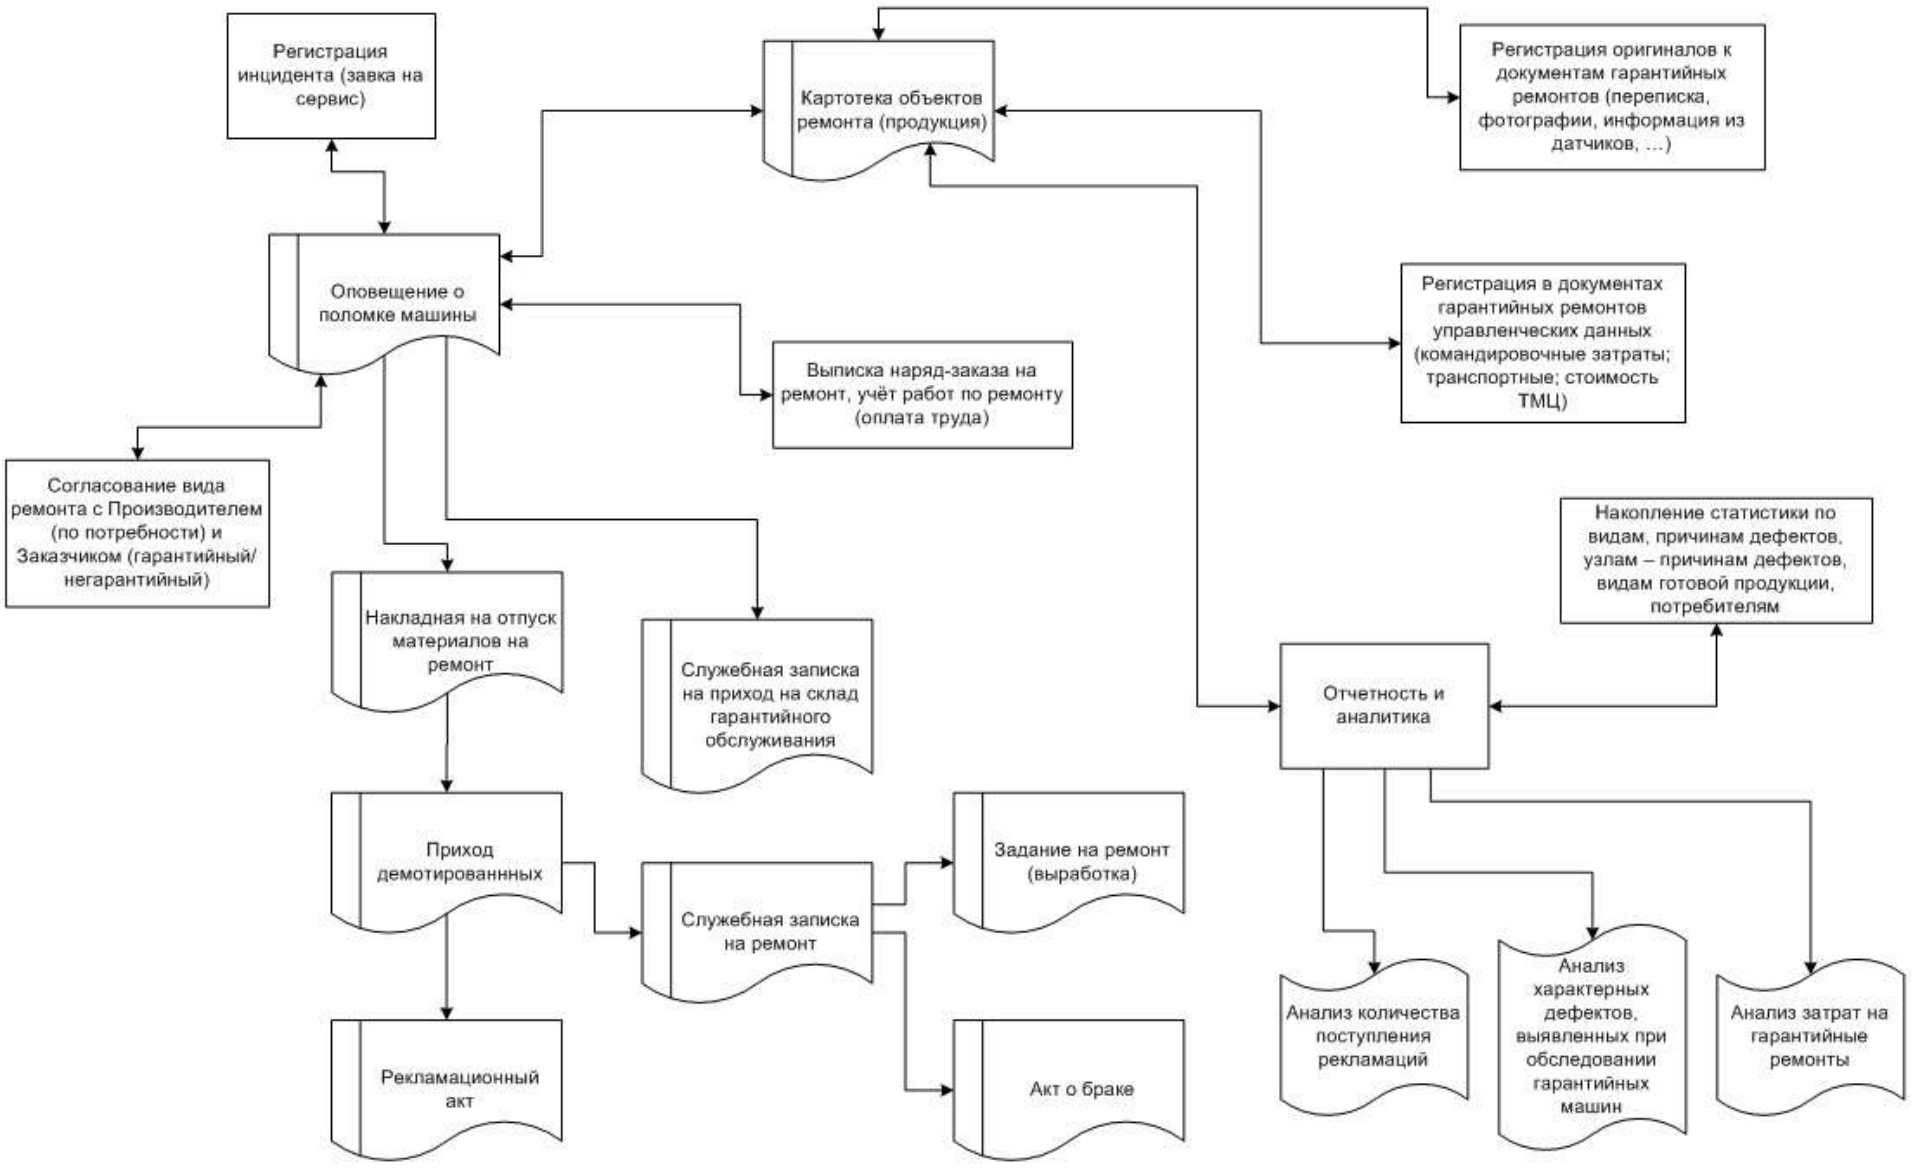 Регистрация
инцидента (завка на
сервис)
Картотека объектов
ремонта (продукция)
Регистрация оригиналов к
документам гарантийных
ремонтов (переписка,
фотографии, информация из
датчиков, ...)
Оповещение о
поломке машины
Регистрация в документах
гарантийных ремонтов
управленческих данных
(командировочные затраты;
транспортные; стоимость
ТМЦ)
Выписка наряд-заказа на
ремонт, учёт работ по ремонту
(оплата труда)
Согласование вида
ремонта с Производителем
(по потребности) и
Заказчиком (гарантийный/
негарантийный)
Накопление статистики по
видам, причинам дефектов,
узлам – причинам дефектов,
видам готовой продукции,
потребителям
Накладная на отпуск
материалов на
ремонт
Служебная записка
на приход на склад
гарантийного
обслуживания
Отчетность и
аналитика
Приход
демотированнных
Служебная записка
на ремонт
Задание на ремонт
(выработка)
Рекламационный
акт
Акт о браке
Анализ количества
поступления
рекламаций
Анализ
характерных
дефектов,
выявленных при
обследовании
гарантийных
машин
Анализ затрат на
гарантийные
ремонты